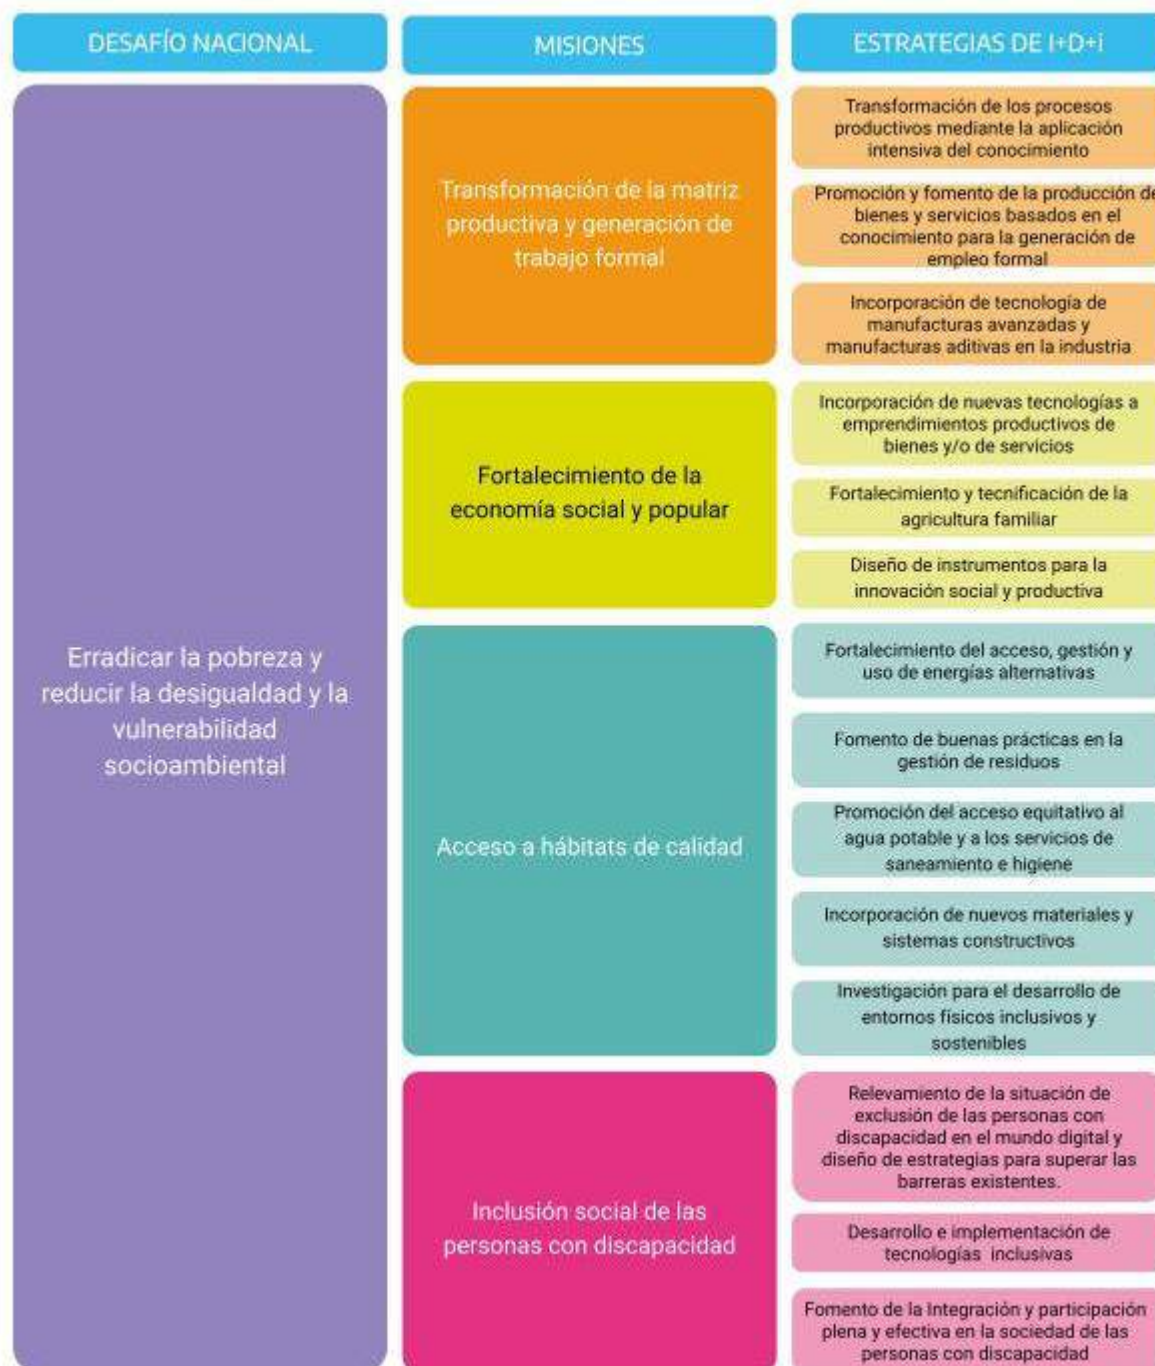 DESAFÍO NACIONAL
MISIONES
ESTRATEGIAS DE I+D+i
Erradicar la pobreza y
reducir la desigualdad y la
vulnerabilidad
socioambiental
Transformación de la matriz
productiva y generación de
trabajo formal
Transformación de los procesos
productivos mediante la aplicación
intensiva del conocimiento
Promoción y fomento de la producción de
bienes y servicios basados en el
conocimiento para la generación de
empleo formal
Incorporación de tecnología de
manufacturas avanzadas y
manufacturas aditivas en la industria
Fortalecimiento de la
economía social y popular
Incorporación de nuevas tecnologías a
emprendimientos productivos de
bienes y/o de servicios
Fortalecimiento y tecnificación de la
agricultura familiar
Diseño de instrumentos para la
innovación social y productiva
Acceso a hábitats de calidad
Fortalecimiento del acceso, gestión y
uso de energías alternativas
Fomento de buenas prácticas en la
gestión de residuos
Promoción del acceso equitativo al
agua potable y a los servicios de
saneamiento e higiene
Incorporación de nuevos materiales y
sistemas constructivos
Investigación para el desarrollo de
entornos físicos inclusivos y
sostenibles
Inclusión social de las
personas con discapacidad
Relevamiento de la situación de
exclusión de las personas con
discapacidad en el mundo digital y
diseño de estrategias para superar las
barreras existentes.
Desarrollo e implementación de
tecnologías inclusivas
Fomento de la Integración y participación
plena y efectiva en la sociedad de las
personas con discapacidad